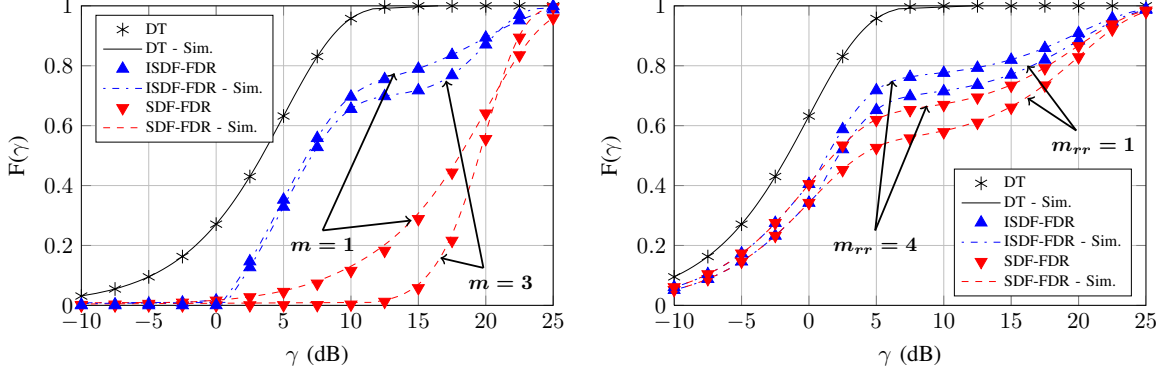 1
0.8
0.6
0.4
0.2
0
F(γ)
DT
DT - Sim.
ISDF-FDR
ISDF-FDR - Sim.
SDF-FDR
SDF-FDR - Sim.
m = 1
m = 3
−10 −5 0 5 10 15 20 25
γ (dB)
1
0.8
0.6
0.4
0.2
0
F(γ)
m_rr = 1
m_rr = 4
DT
DT - Sim.
ISDF-FDR
ISDF-FDR - Sim.
SDF-FDR
SDF-FDR - Sim.
−10 −5 0 5 10 15 20 25
γ (dB)